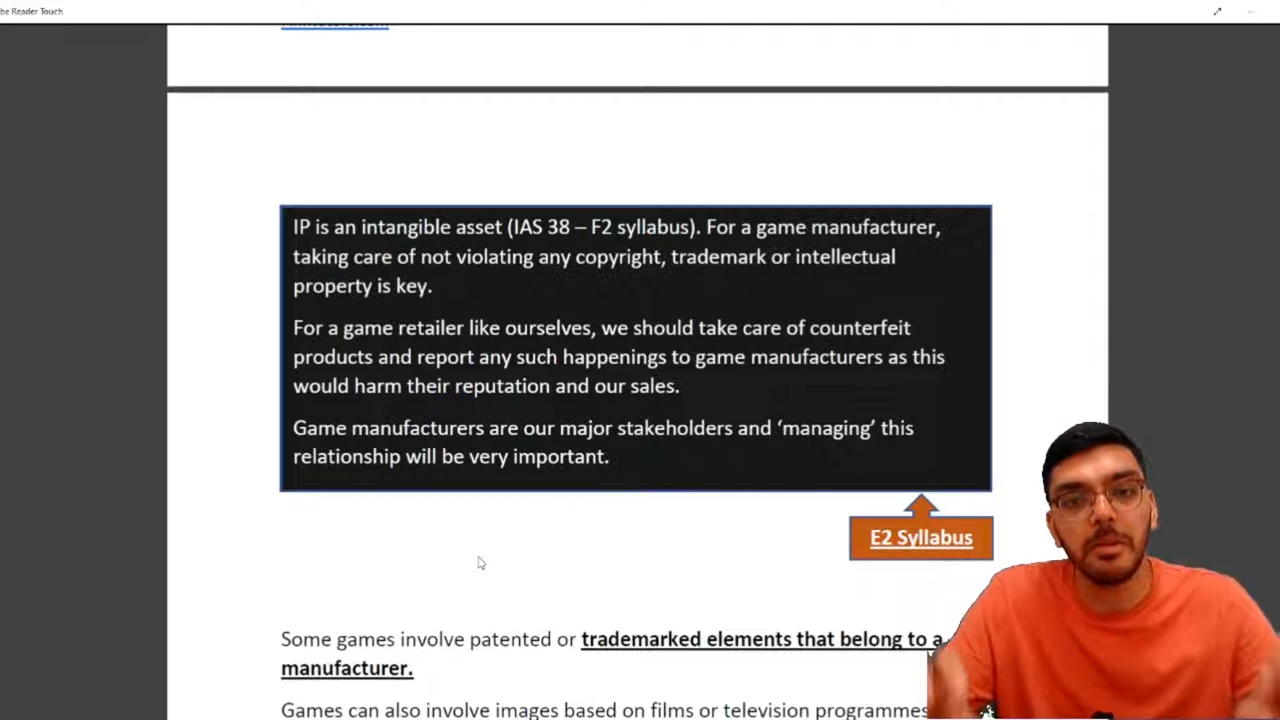 be Reader Touch
IP is an intangible asset (IAS 38 – F2 syllabus). For a game manufacturer,
taking care of not violating any copyright, trademark or intellectual
property is key.
For a game retailer like ourselves, we should take care of counterfeit
products and report any such happenings to game manufacturers as this
would harm their reputation and our sales.
Game manufacturers are our major stakeholders and ‘managing’ this
relationship will be very important.
E2 Syllabus
Some games involve patented or trademarked elements that belong to a
manufacturer.
Games can also involve images based on films or television programmes